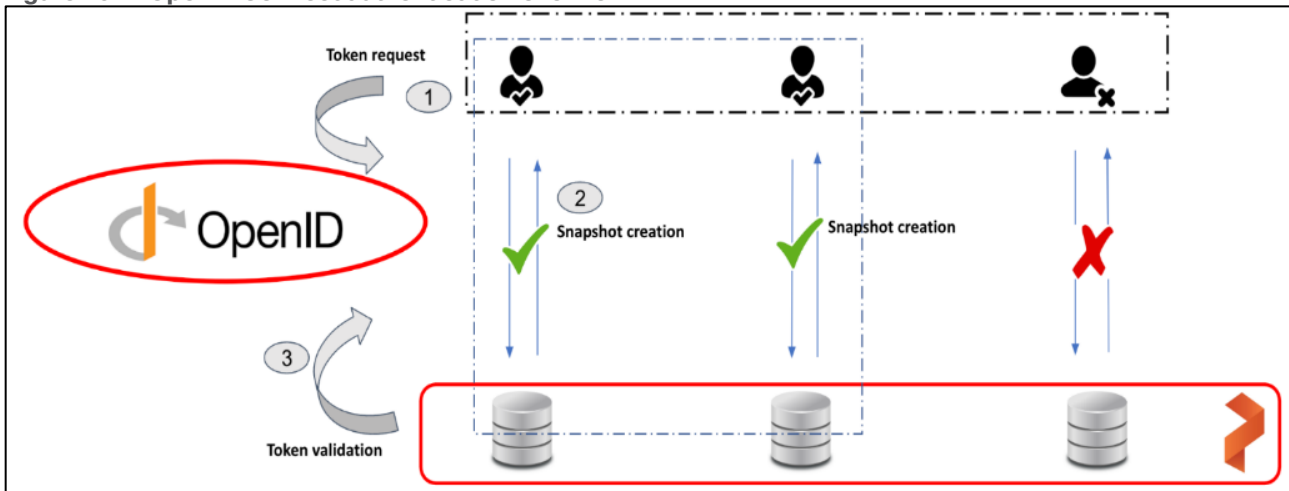 Token request
1
2
Snapshot creation
Snapshot creation
OpenID
3
Token validation